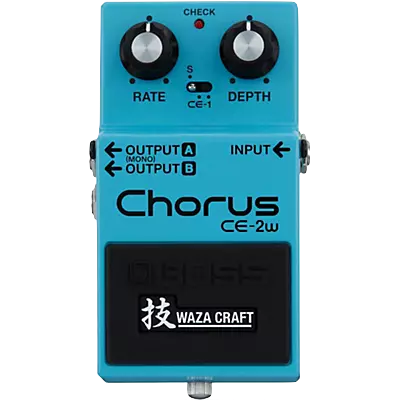 CHECK
S
RATE
CE-1
DEPTH
OUTPUT A
(MONO)
INPUT
OUTPUT B
Chorus
CE-2w
BOSS
技 WAZA CRAFT